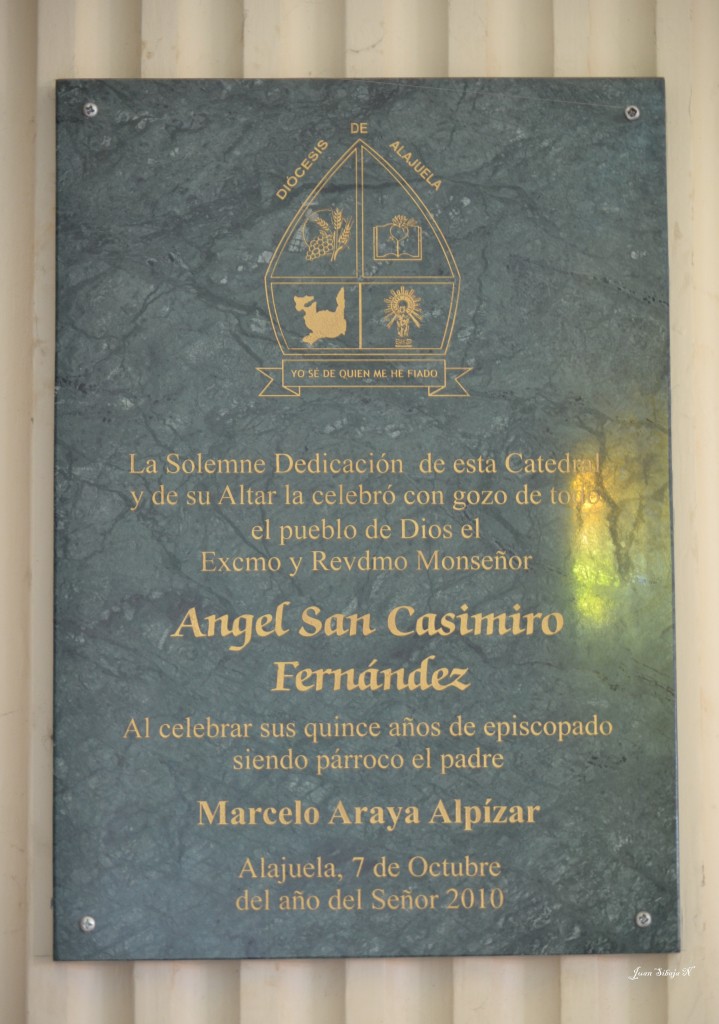 DIÓCESIS DE ALAJUELA
YO SÉ DE QUIEN ME HE FIADO
La Solemne Dedicación de esta Catedral
y de su Altar la celebró con gozo de todo
el pueblo de Dios el
Excmo y Revdmo Monseñor
Angel San Casimiro
Fernández
Al celebrar sus quince años de episcopado
siendo párroco el padre
Marcelo Araya Alpízar
Alajuela, 7 de Octubre
del año del Señor 2010
Juan Sibaja N